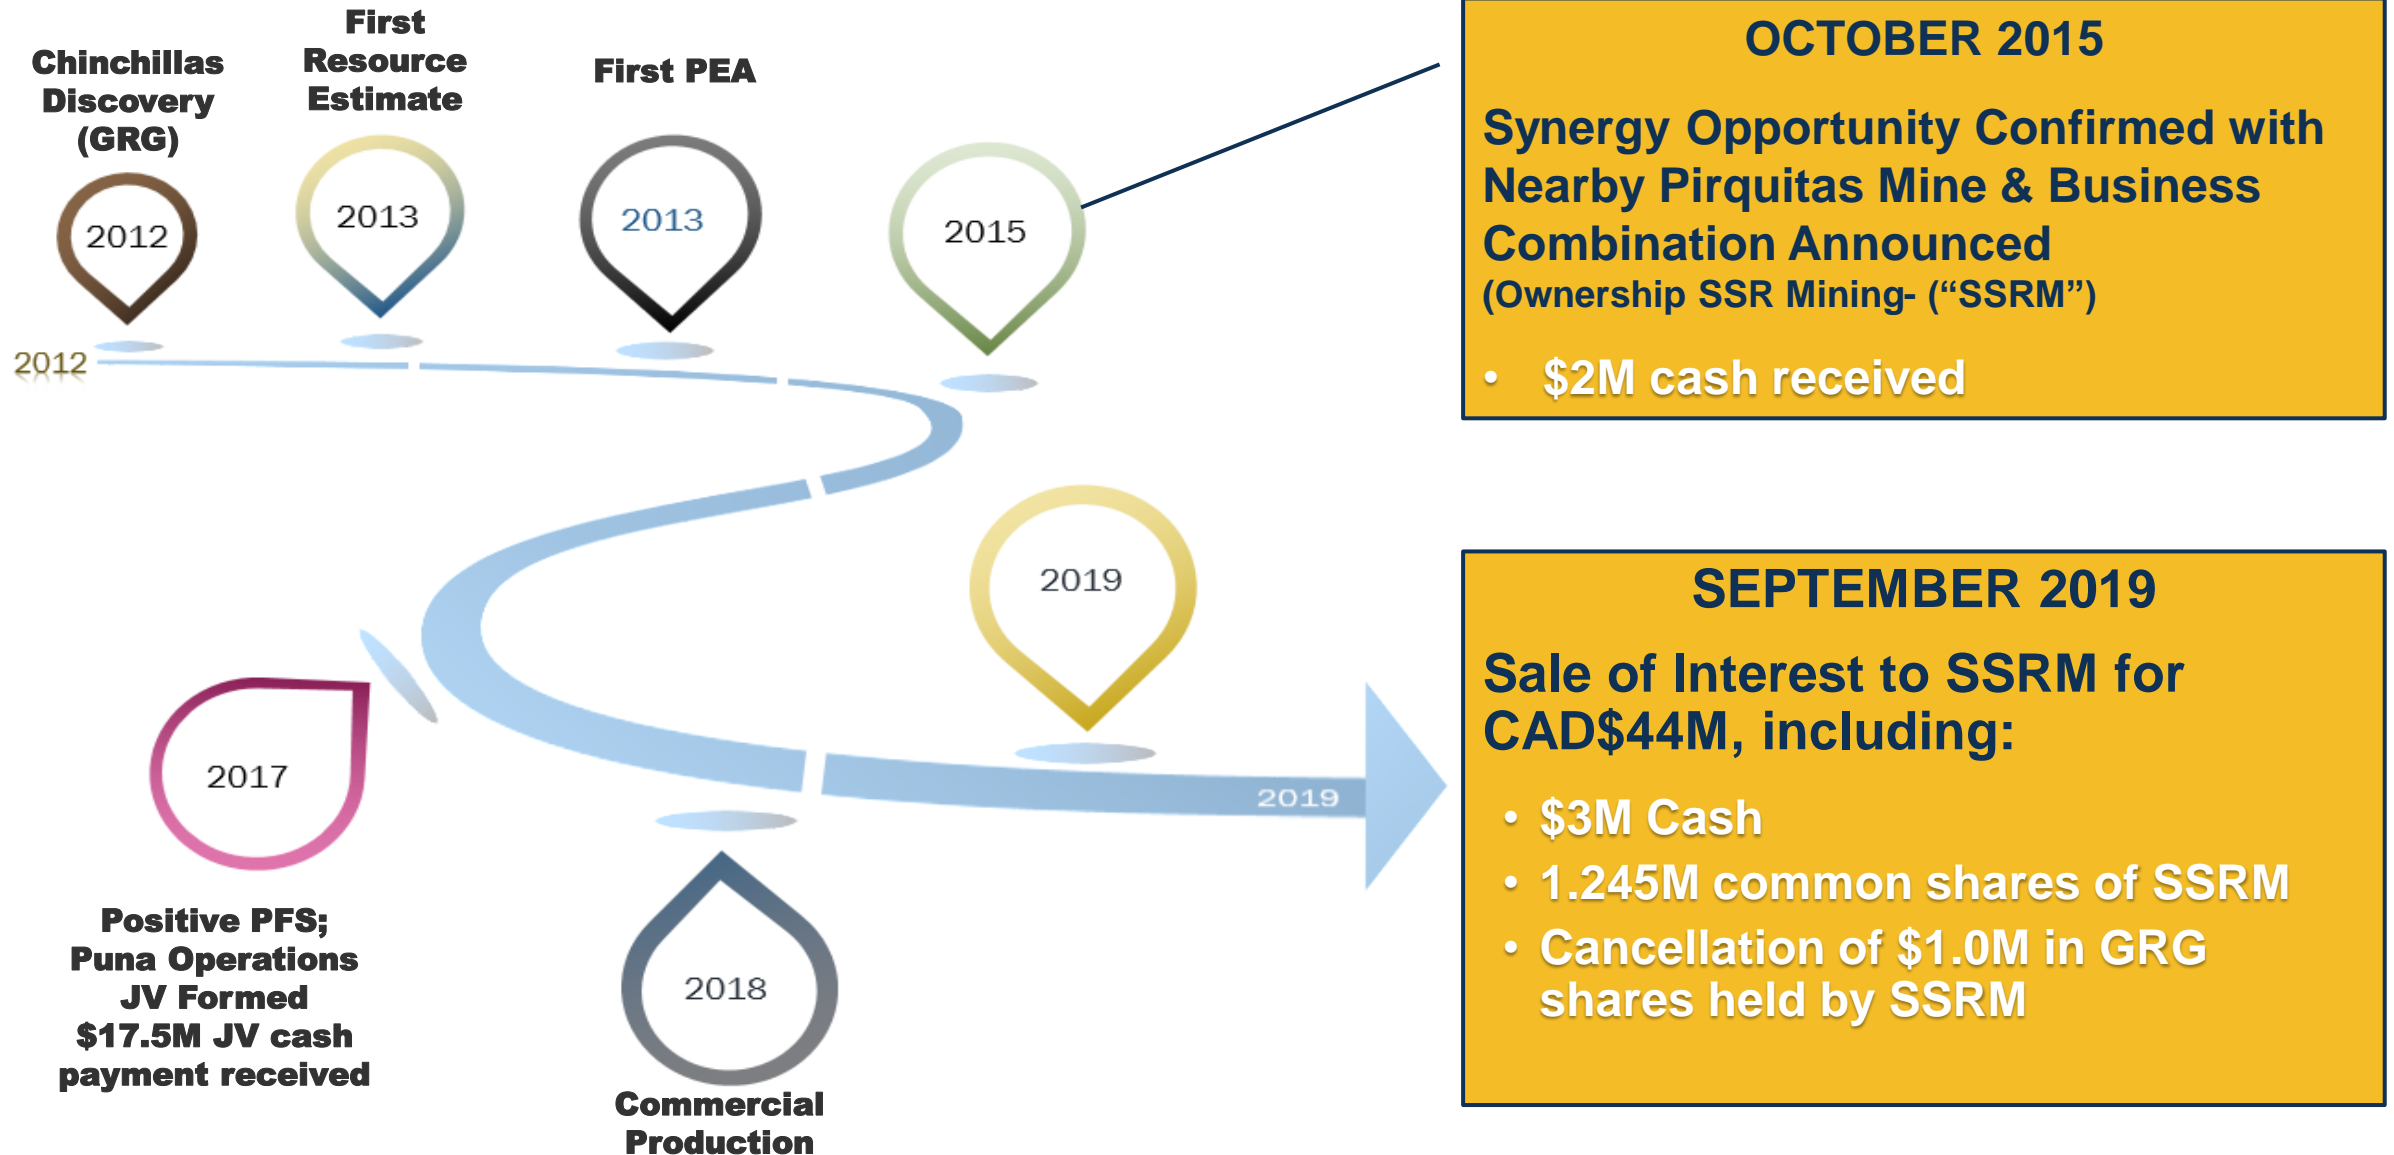 Chinchillas
Discovery
(GRG)
2012
First
Resource
Estimate
2013
First PEA
2013
2015
2012
OCTOBER 2015
Synergy Opportunity Confirmed with
Nearby Pirquitas Mine & Business
Combination Announced
(Ownership SSR Mining- (“SSRM”)
• $2M cash received
2017
Positive PFS;
Puna Operations
JV Formed
$17.5M JV cash
payment received
2018
Commercial
Production
2019
2019
SEPTEMBER 2019
Sale of Interest to SSRM for
CAD$44M, including:
• $3M Cash
• 1.245M common shares of SSRM
• Cancellation of $1.0M in GRG
shares held by SSRM